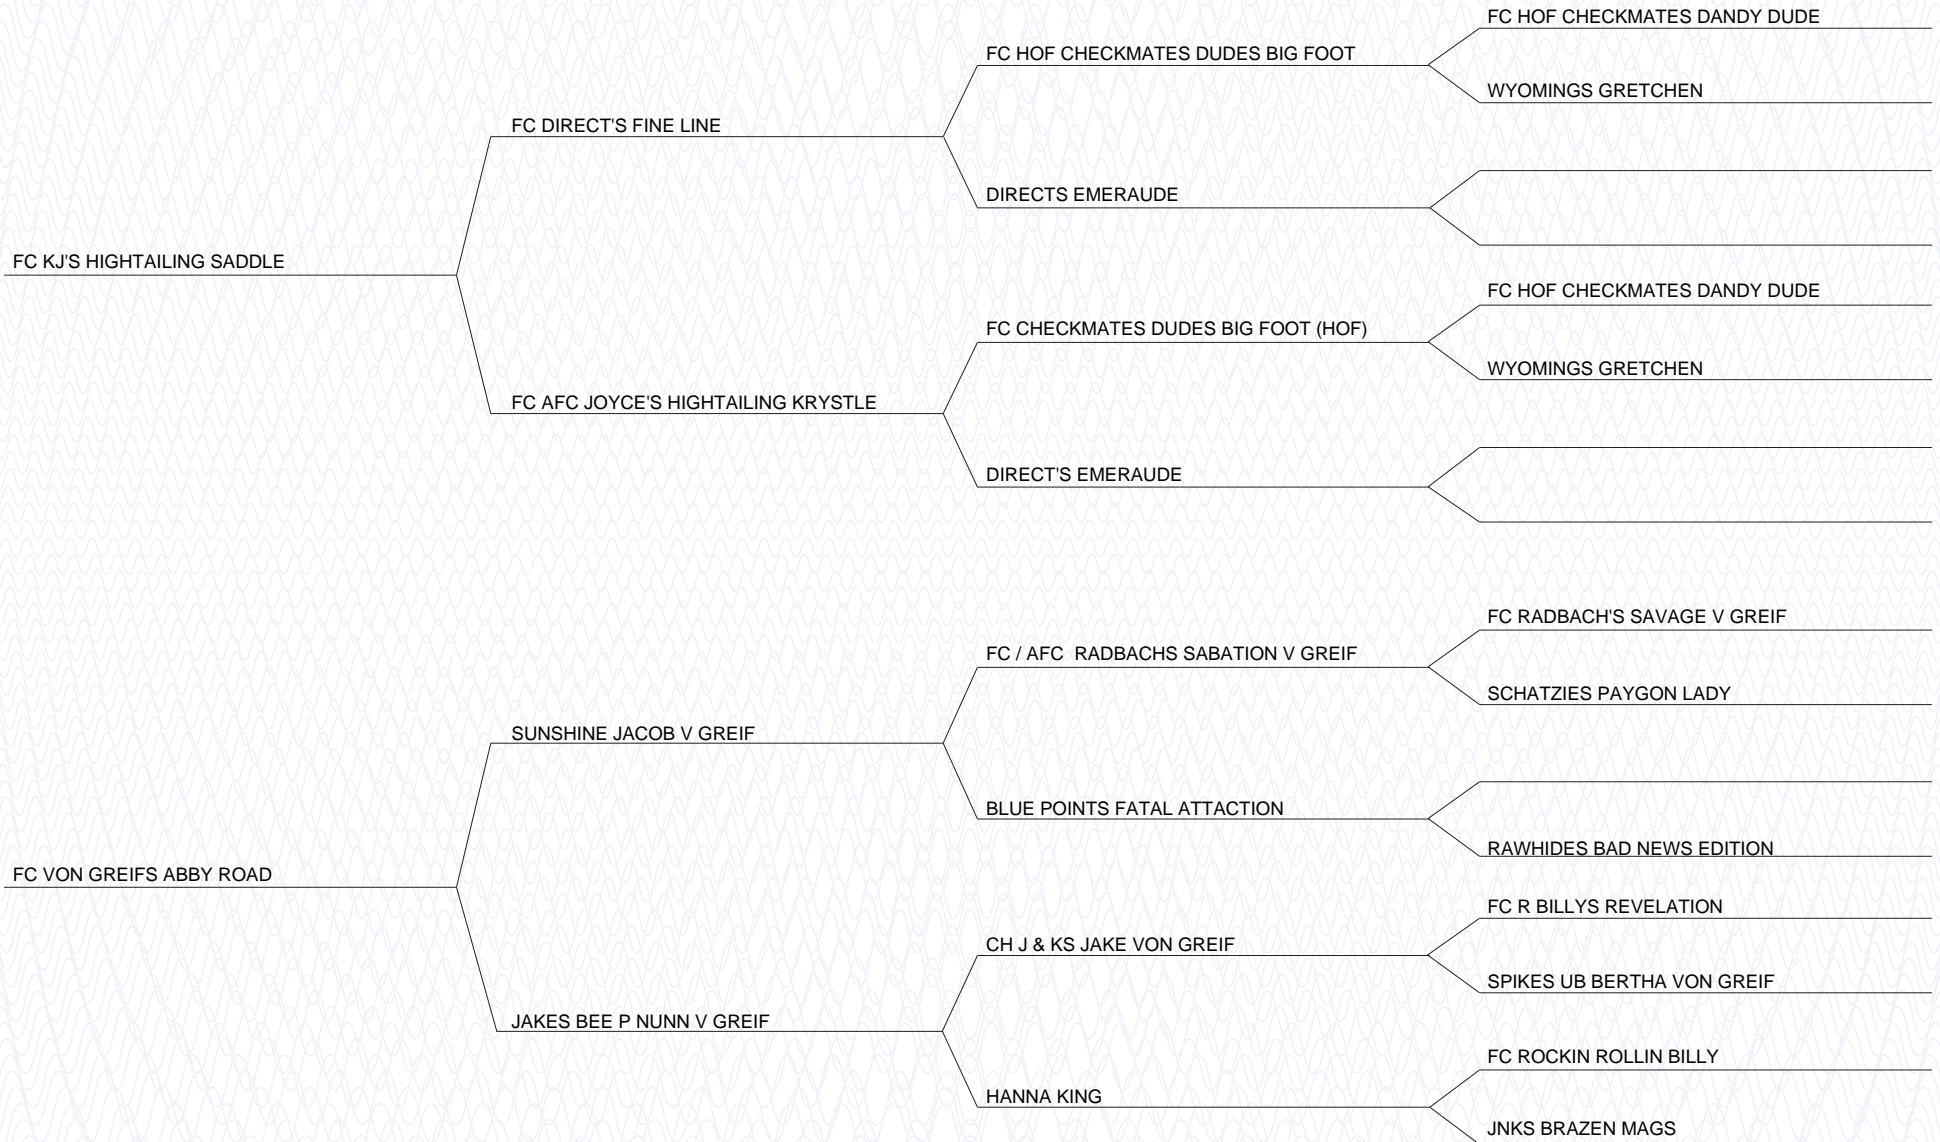 FC HOF CHECKMATES DANDY DUDE
FC HOF CHECKMATES DUDES BIG FOOT
WYOMINGS GRETCHEN
FC DIRECT'S FINE LINE
DIRECTS EMERAUDE
FC KJ'S HIGHTAILING SADDLE
FC HOF CHECKMATES DANDY DUDE
FC CHECKMATES DUDES BIG FOOT (HOF)
WYOMINGS GRETCHEN
FC AFC JOYCE'S HIGHTAILING KRYSTLE
DIRECT'S EMERAUDE
FC RADBACH'S SAVAGE V GREIF
FC / AFC  RADBACHS SABATION V GREIF
SCHATZIES PAYGON LADY
SUNSHINE JACOB V GREIF
BLUE POINTS FATAL ATTACTION
RAWHIDES BAD NEWS EDITION
FC VON GREIFS ABBY ROAD
FC R BILLYS REVELATION
CH J & KS JAKE VON GREIF
SPIKES UB BERTHA VON GREIF
JAKES BEE P NUNN V GREIF
FC ROCKIN ROLLIN BILLY
HANNA KING
JNKS BRAZEN MAGS